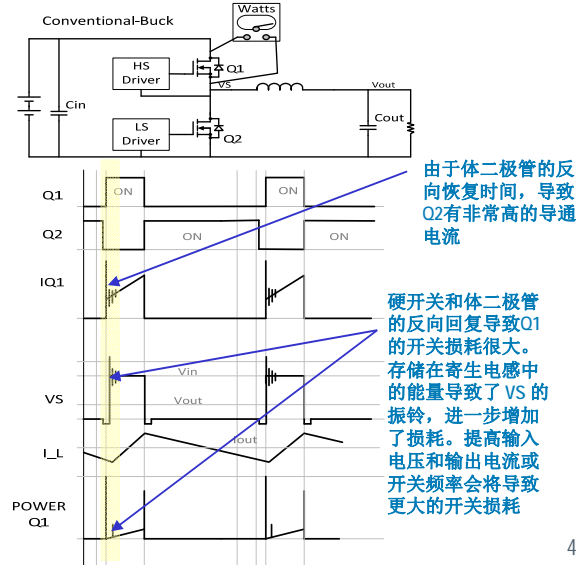 Conventional-Buck
Watts
HS
Driver
Q1
VS
Vout
Cin
Cout
LS
Driver
Q2
Q1
ON
ON
Q2
ON
ON
IQ1
Vin
Vout
VS
I_L
Iout
POWER
Q1
由于体二极管的反
向恢复时间，导致
Q2有非常高的导通
电流
硬开关和体二极管
的反向回复导致Q1
的开关损耗很大。
存储在寄生电感中
的能量导致了 VS 的
振铃，进一步增加
了损耗。提高输入
电压和输出电流或
开关频率会将导致
更大的开关损耗
4